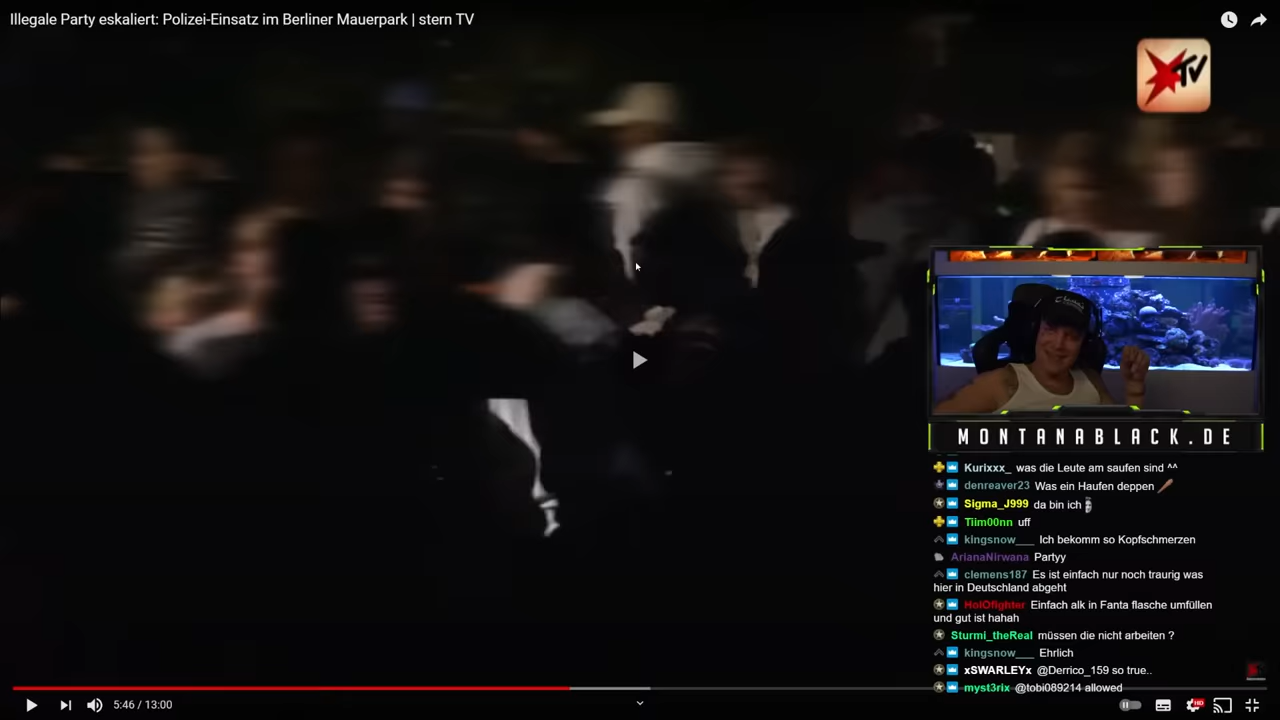 Illegale Party eskaliert: Polizei-Einsatz im Berliner Mauerpark | stern TV
TV
MONTANABLACK.DE
Kurixxx_ was die Leute am saufen sind ^^
denreaver23 Was ein Haufen deppen
Sigma_J999 da bin ich
Tiim00nn uff
kingsnow___ Ich bekomm so Kopfschmerzen
ArianaNirwana Partyy
clemens187 Es ist einfach nur noch traurig was
hier in Deutschland abgeht
HolOfighter Einfach alk in Fanta flasche umfüllen
und gut ist hahah
Sturmi_theReal müssen die nicht arbeiten ?
kingsnow___ Ehrlich
xSWARLEYx @Derrico_159 so true..
myst3rix @tobi089214 allowed
5:46 / 13:00
HD